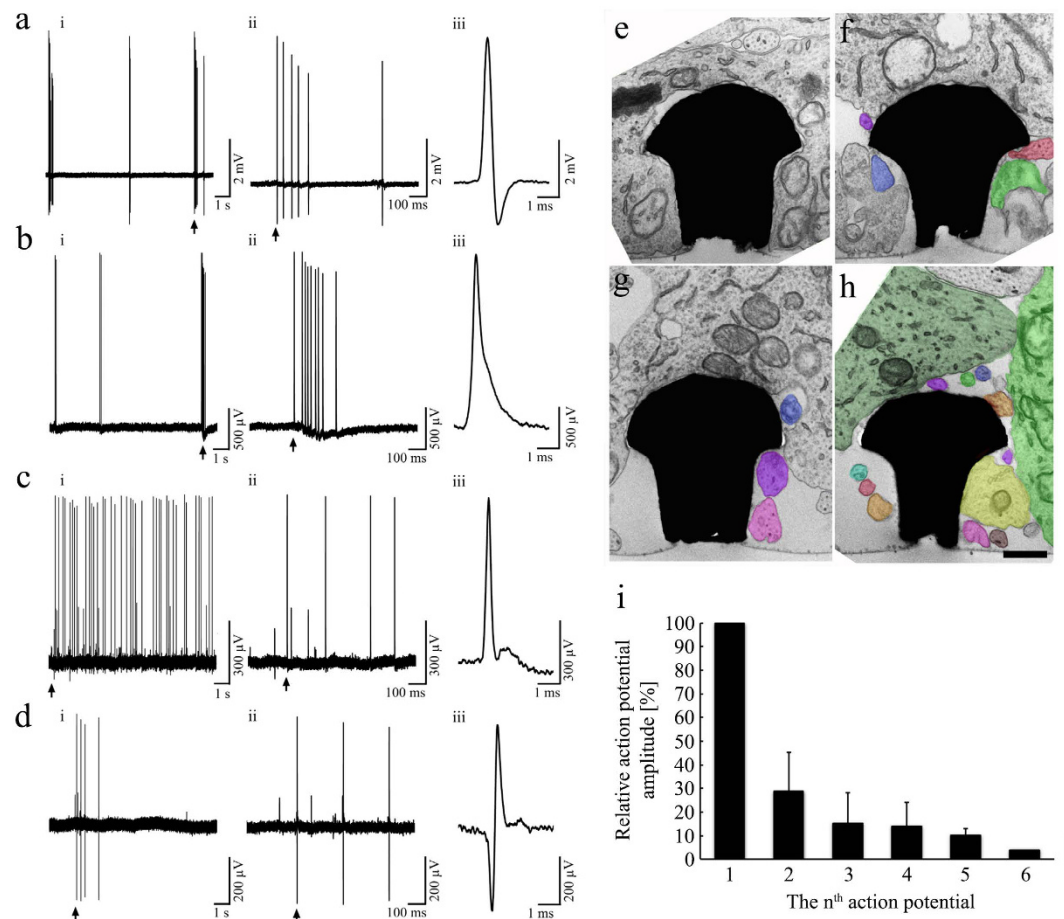 a
i
ii
iii
2 mV
1 s
2 mV
100 ms
2 mV
1 ms
b
i
ii
iii
500 µV
1 s
500 µV
100 ms
500 µV
1 ms
c
i
ii
iii
300 µV
1 s
300 µV
100 ms
300 µV
1 ms
d
i
ii
iii
200 µV
1 s
200 µV
100 ms
200 µV
1 ms
e
f
g
h
i
Relative action potential
amplitude [%]
100
90
80
70
60
50
40
30
20
10
0
1 2 3 4 5 6
The nᵗʰ action potential